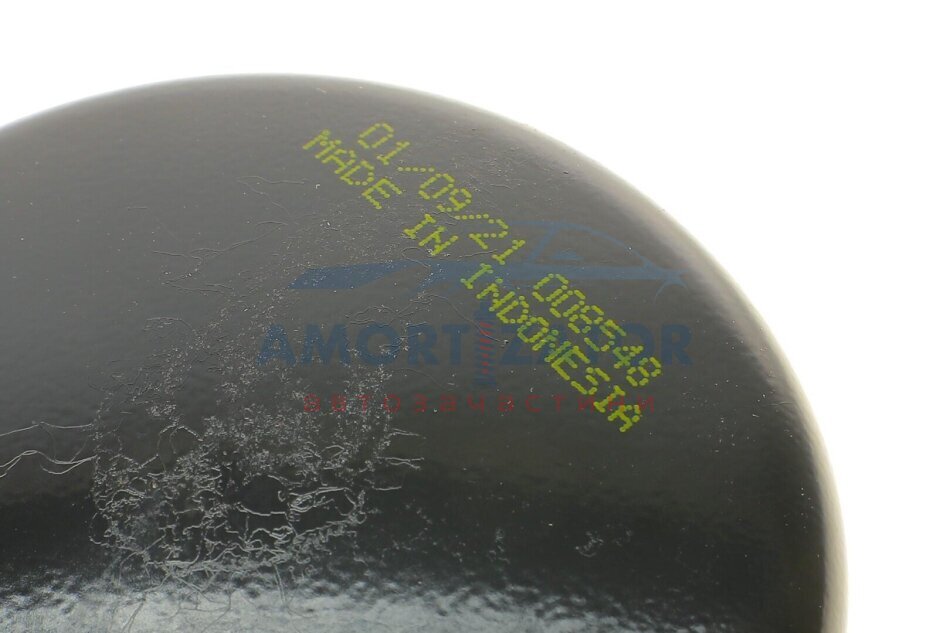 01/09/21 008548
MADE IN INDONESIA
AMORTIZATOR
автозапчастини